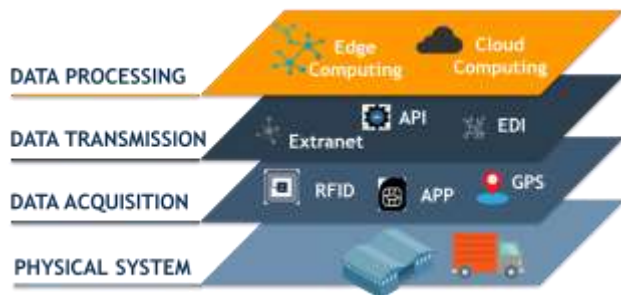 Edge
Computing
Cloud
Computing
DATA PROCESSING
API
EDI
Extranet
DATA TRANSMISSION
RFID
APP
GPS
DATA ACQUISITION
PHYSICAL SYSTEM